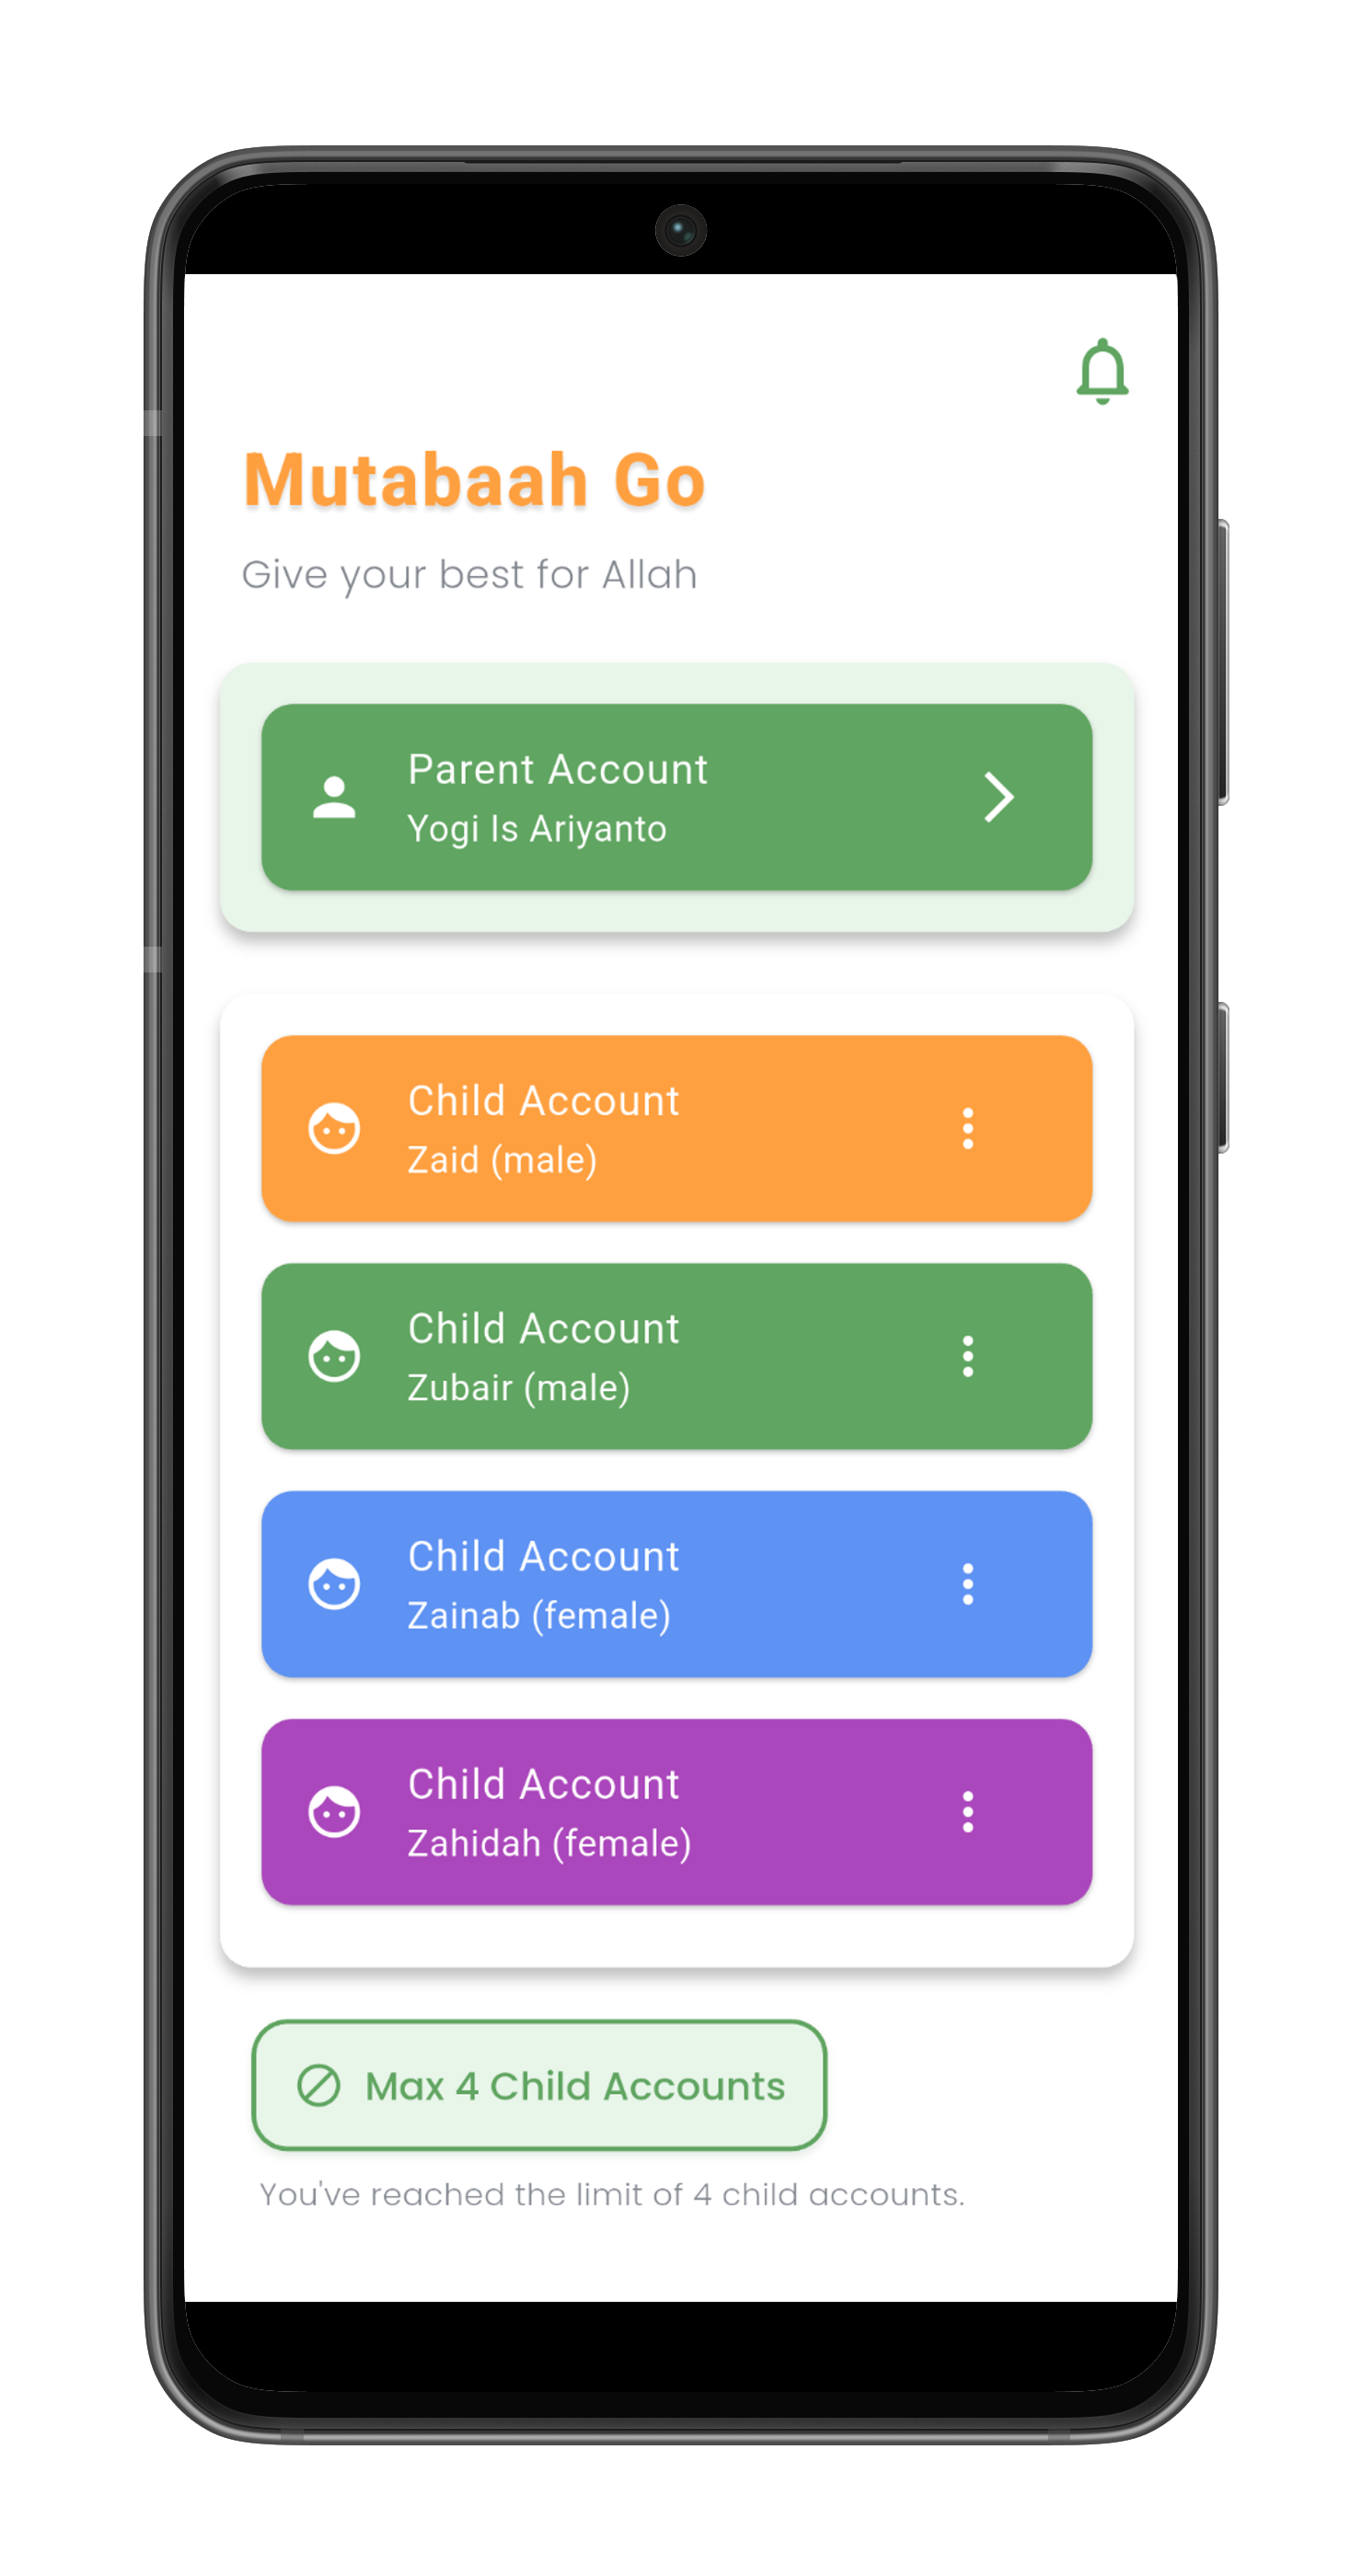 Mutabaah Go
Give your best for Allah
Parent Account
Yogi Is Ariyanto
Child Account
Zaid (male)
Child Account
Zubair (male)
Child Account
Zainab (female)
Child Account
Zahidah (female)
Max 4 Child Accounts
You've reached the limit of 4 child accounts.